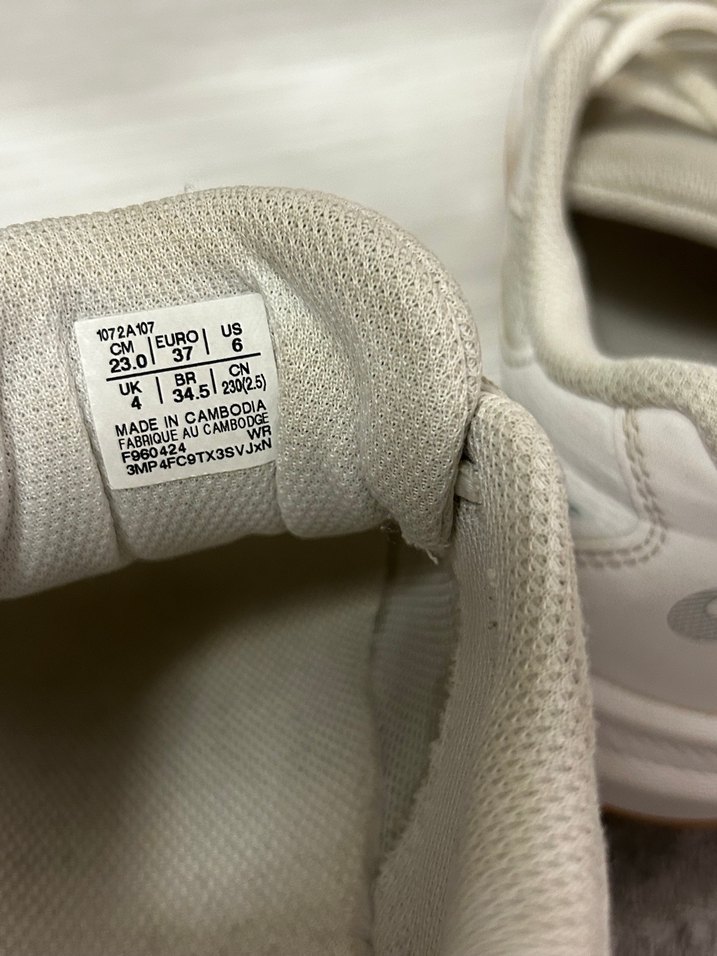 1072A107
CM 23.0 | EURO 37 | US 6
UK 4 | BR 34.5 | CN 230(2.5)
MADE IN CAMBODIA
FABRIQUE AU CAMBODGE
F960424 WR
3MP4FC9TX3SVJxN